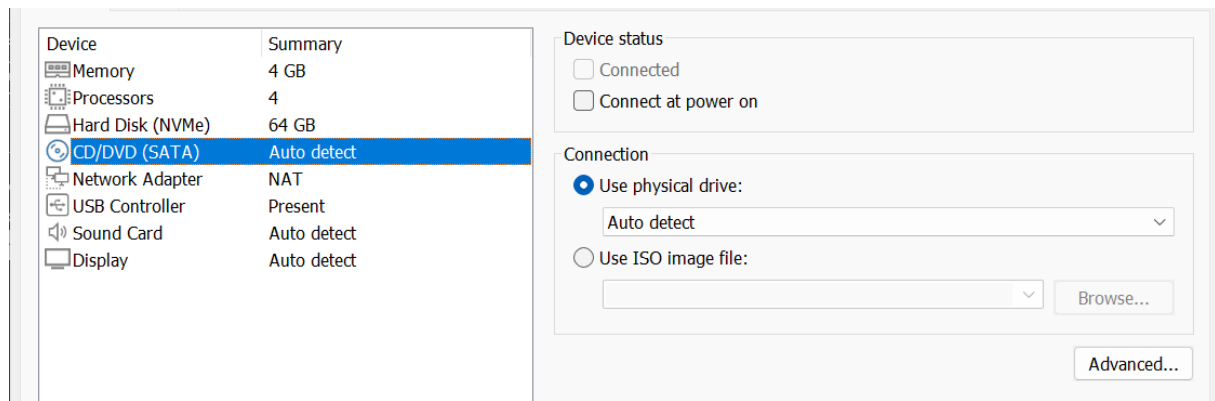 Device Summary
Memory 4 GB
Processors 4
Hard Disk (NVMe) 64 GB
CD/DVD (SATA) Auto detect
Network Adapter NAT
USB Controller Present
Sound Card Auto detect
Display Auto detect
Device status
Connected
Connect at power on
Connection
Use physical drive:
Auto detect
Use ISO image file:
Browse...
Advanced...